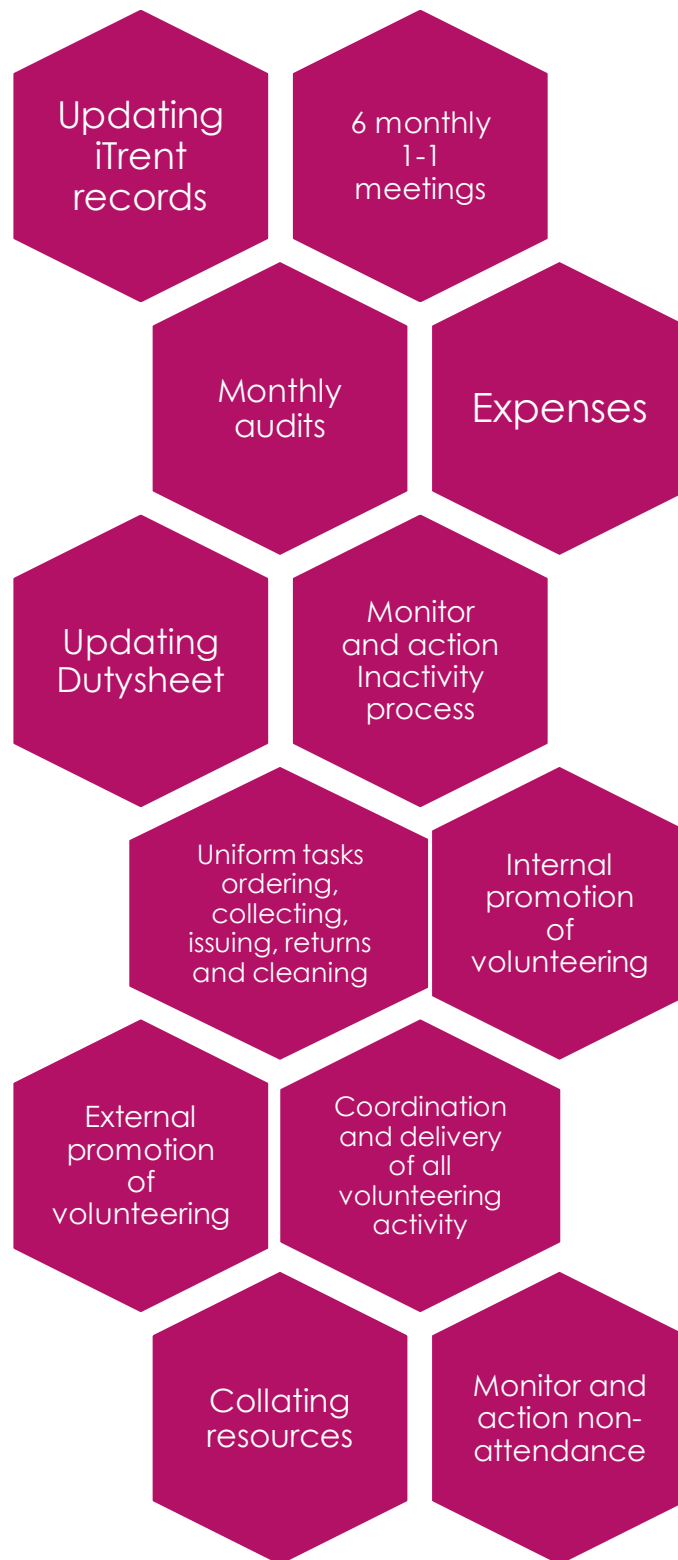 Updating
iTrent
records
6 monthly
1-1
meetings
Monthly
audits
Expenses
Updating
Dutysheet
Monitor
and action
Inactivity
process
Uniform tasks
ordering,
collecting,
issuing, returns
and cleaning
Internal
promotion
of
volunteering
External
promotion
of
volunteering
Coordination
and delivery
of all
volunteering
activity
Collating
resources
Monitor and
action non-
attendance